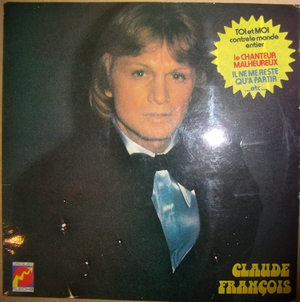 TOI et MOI
contre le monde
entier
le CHANTEUR
MALHEUREUX
IL NE ME RESTE
QU'A PARTIR
...etc...
CLAUDE
FRANÇOIS